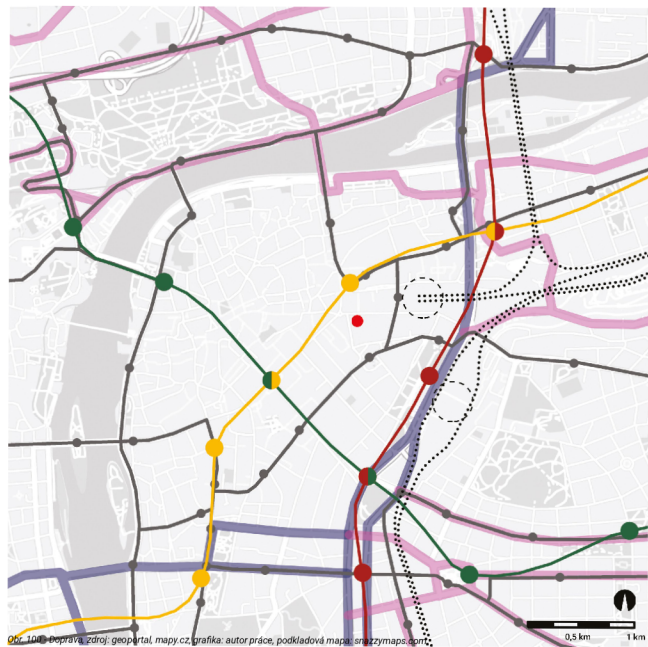 0,5 km
1 km
Obr. 100 - Doprava, zdroj: geoportal, mapy.cz, grafika: autor práce, podkladová mapa: snazzymaps.com